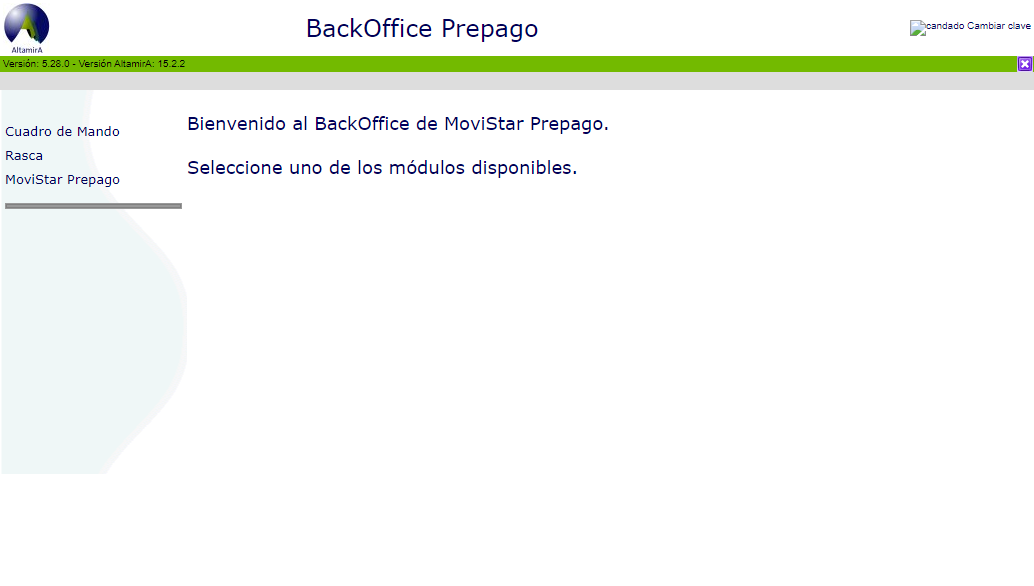 AltamirA
BackOffice Prepago
candado Cambiar clave
Versión: 5.28.0 - Versión AltamirA: 15.2.2
Cuadro de Mando
Rasca
MoviStar Prepago
Bienvenido al BackOffice de MoviStar Prepago.
Seleccione uno de los módulos disponibles.